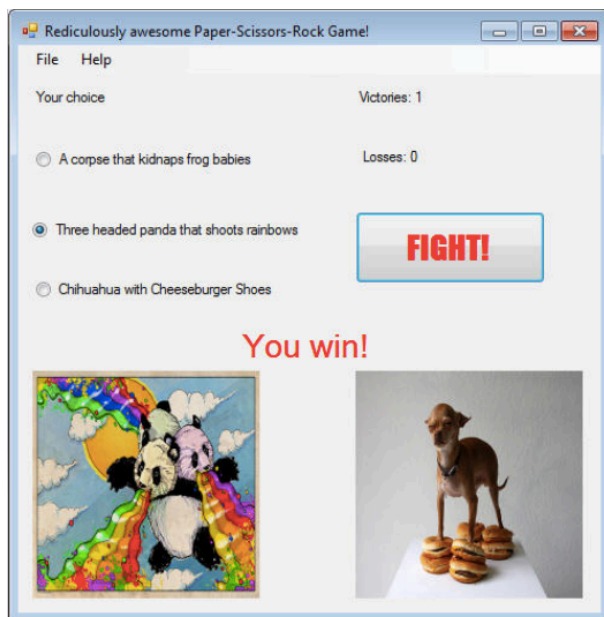 Rediculously awesome Paper-Scissors-Rock Game!
File Help
Your choice
Victories: 1
A corpse that kidnaps frog babies
Losses: 0
Three headed panda that shoots rainbows
FIGHT!
Chihuahua with Cheeseburger Shoes
You win!